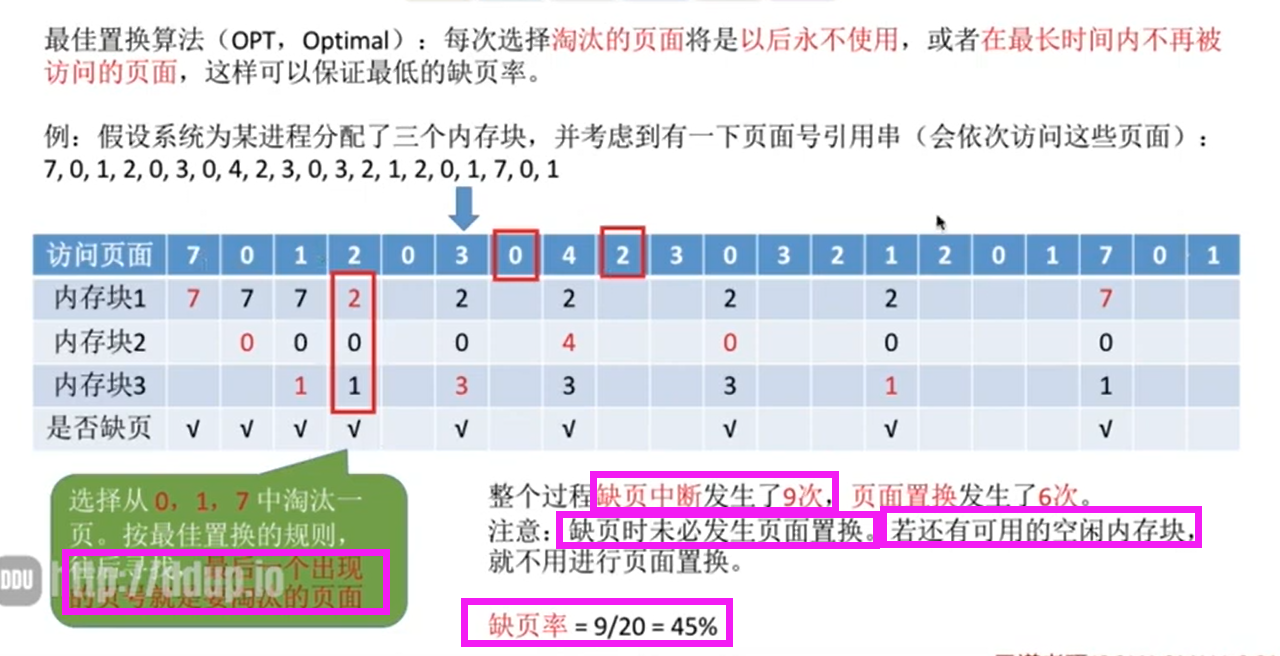 最佳置换算法（OPT，Optimal）：每次选择淘汰的页面将是以后永不使用，或者在最长时间内不再被
访问的页面，这样可以保证最低的缺页率。
例：假设系统为某进程分配了三个内存块，并考虑到有一下页面号引用串（会依次访问这些页面）：
7, 0, 1, 2, 0, 3, 0, 4, 2, 3, 0, 3, 2, 1, 2, 0, 1, 7, 0, 1
访问页面 7 0 1 2 0 3 0 4 2 3 0 3 2 1 2 0 1 7 0 1
内存块1 7 7 7 2 2 2 2 2 7
内存块2 0 0 0 0 4 0 0 0
内存块3 1 1 3 3 3 1 1
是否缺页 √ √ √ √ √ √ √ √ √
选择从 0，1，7 中淘汰一
页。按最佳置换的规则，
往后寻找，最后一个出现
的页号就是要淘汰的页面
DDU http://ddup.io
整个过程缺页中断发生了9次，页面置换发生了6次。
注意：缺页时未必发生页面置换。若还有可用的空闲内存块，
就不用进行页面置换。
缺页率 = 9/20 = 45%